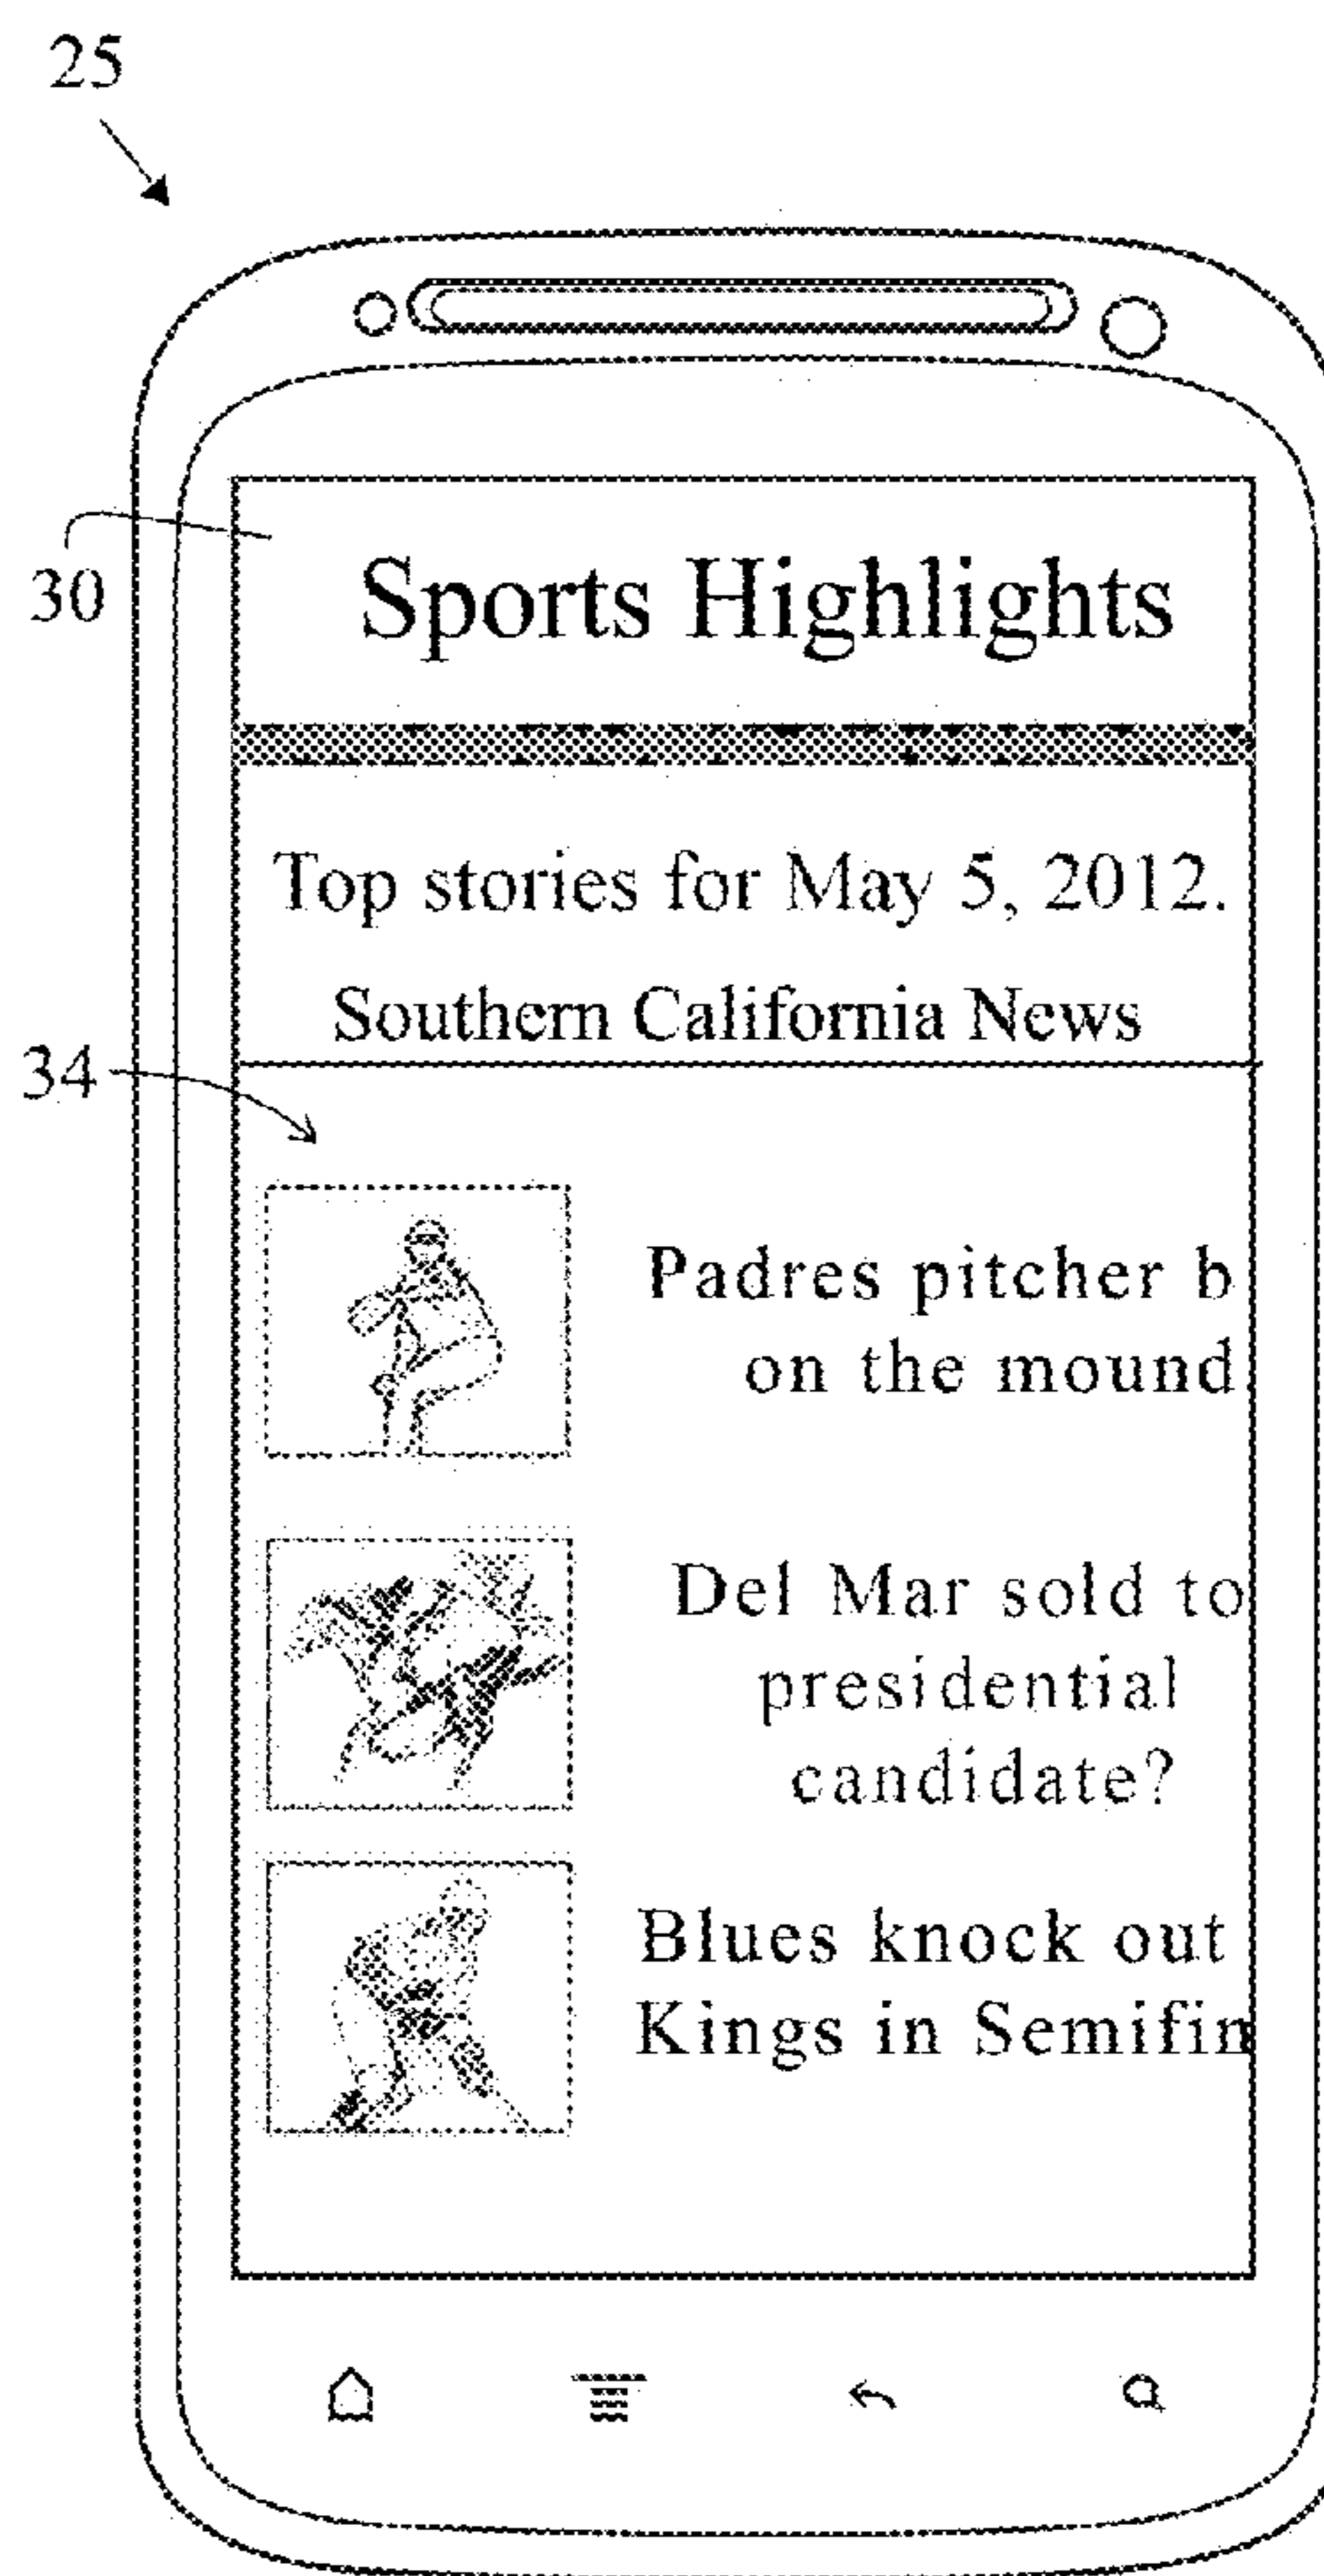 25
30
Sports Highlights
Top stories for May 5, 2012.
Southern California News
34
Padres pitcher b
on the mound
Del Mar sold to
presidential
candidate?
Blues knock out
Kings in Semifin